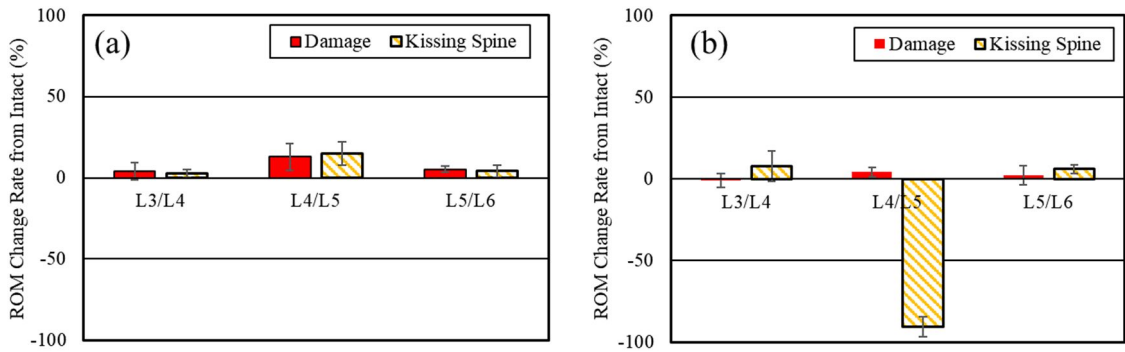 ROM Change Rate from Intact (%)
100
50
0
-50
-100
(a)
Damage Kissing Spine
L3/L4 L4/L5 L5/L6
ROM Change Rate from Intact (%)
100
50
0
-50
-100
(b)
Damage Kissing Spine
L3/L4 L4/L5 L5/L6